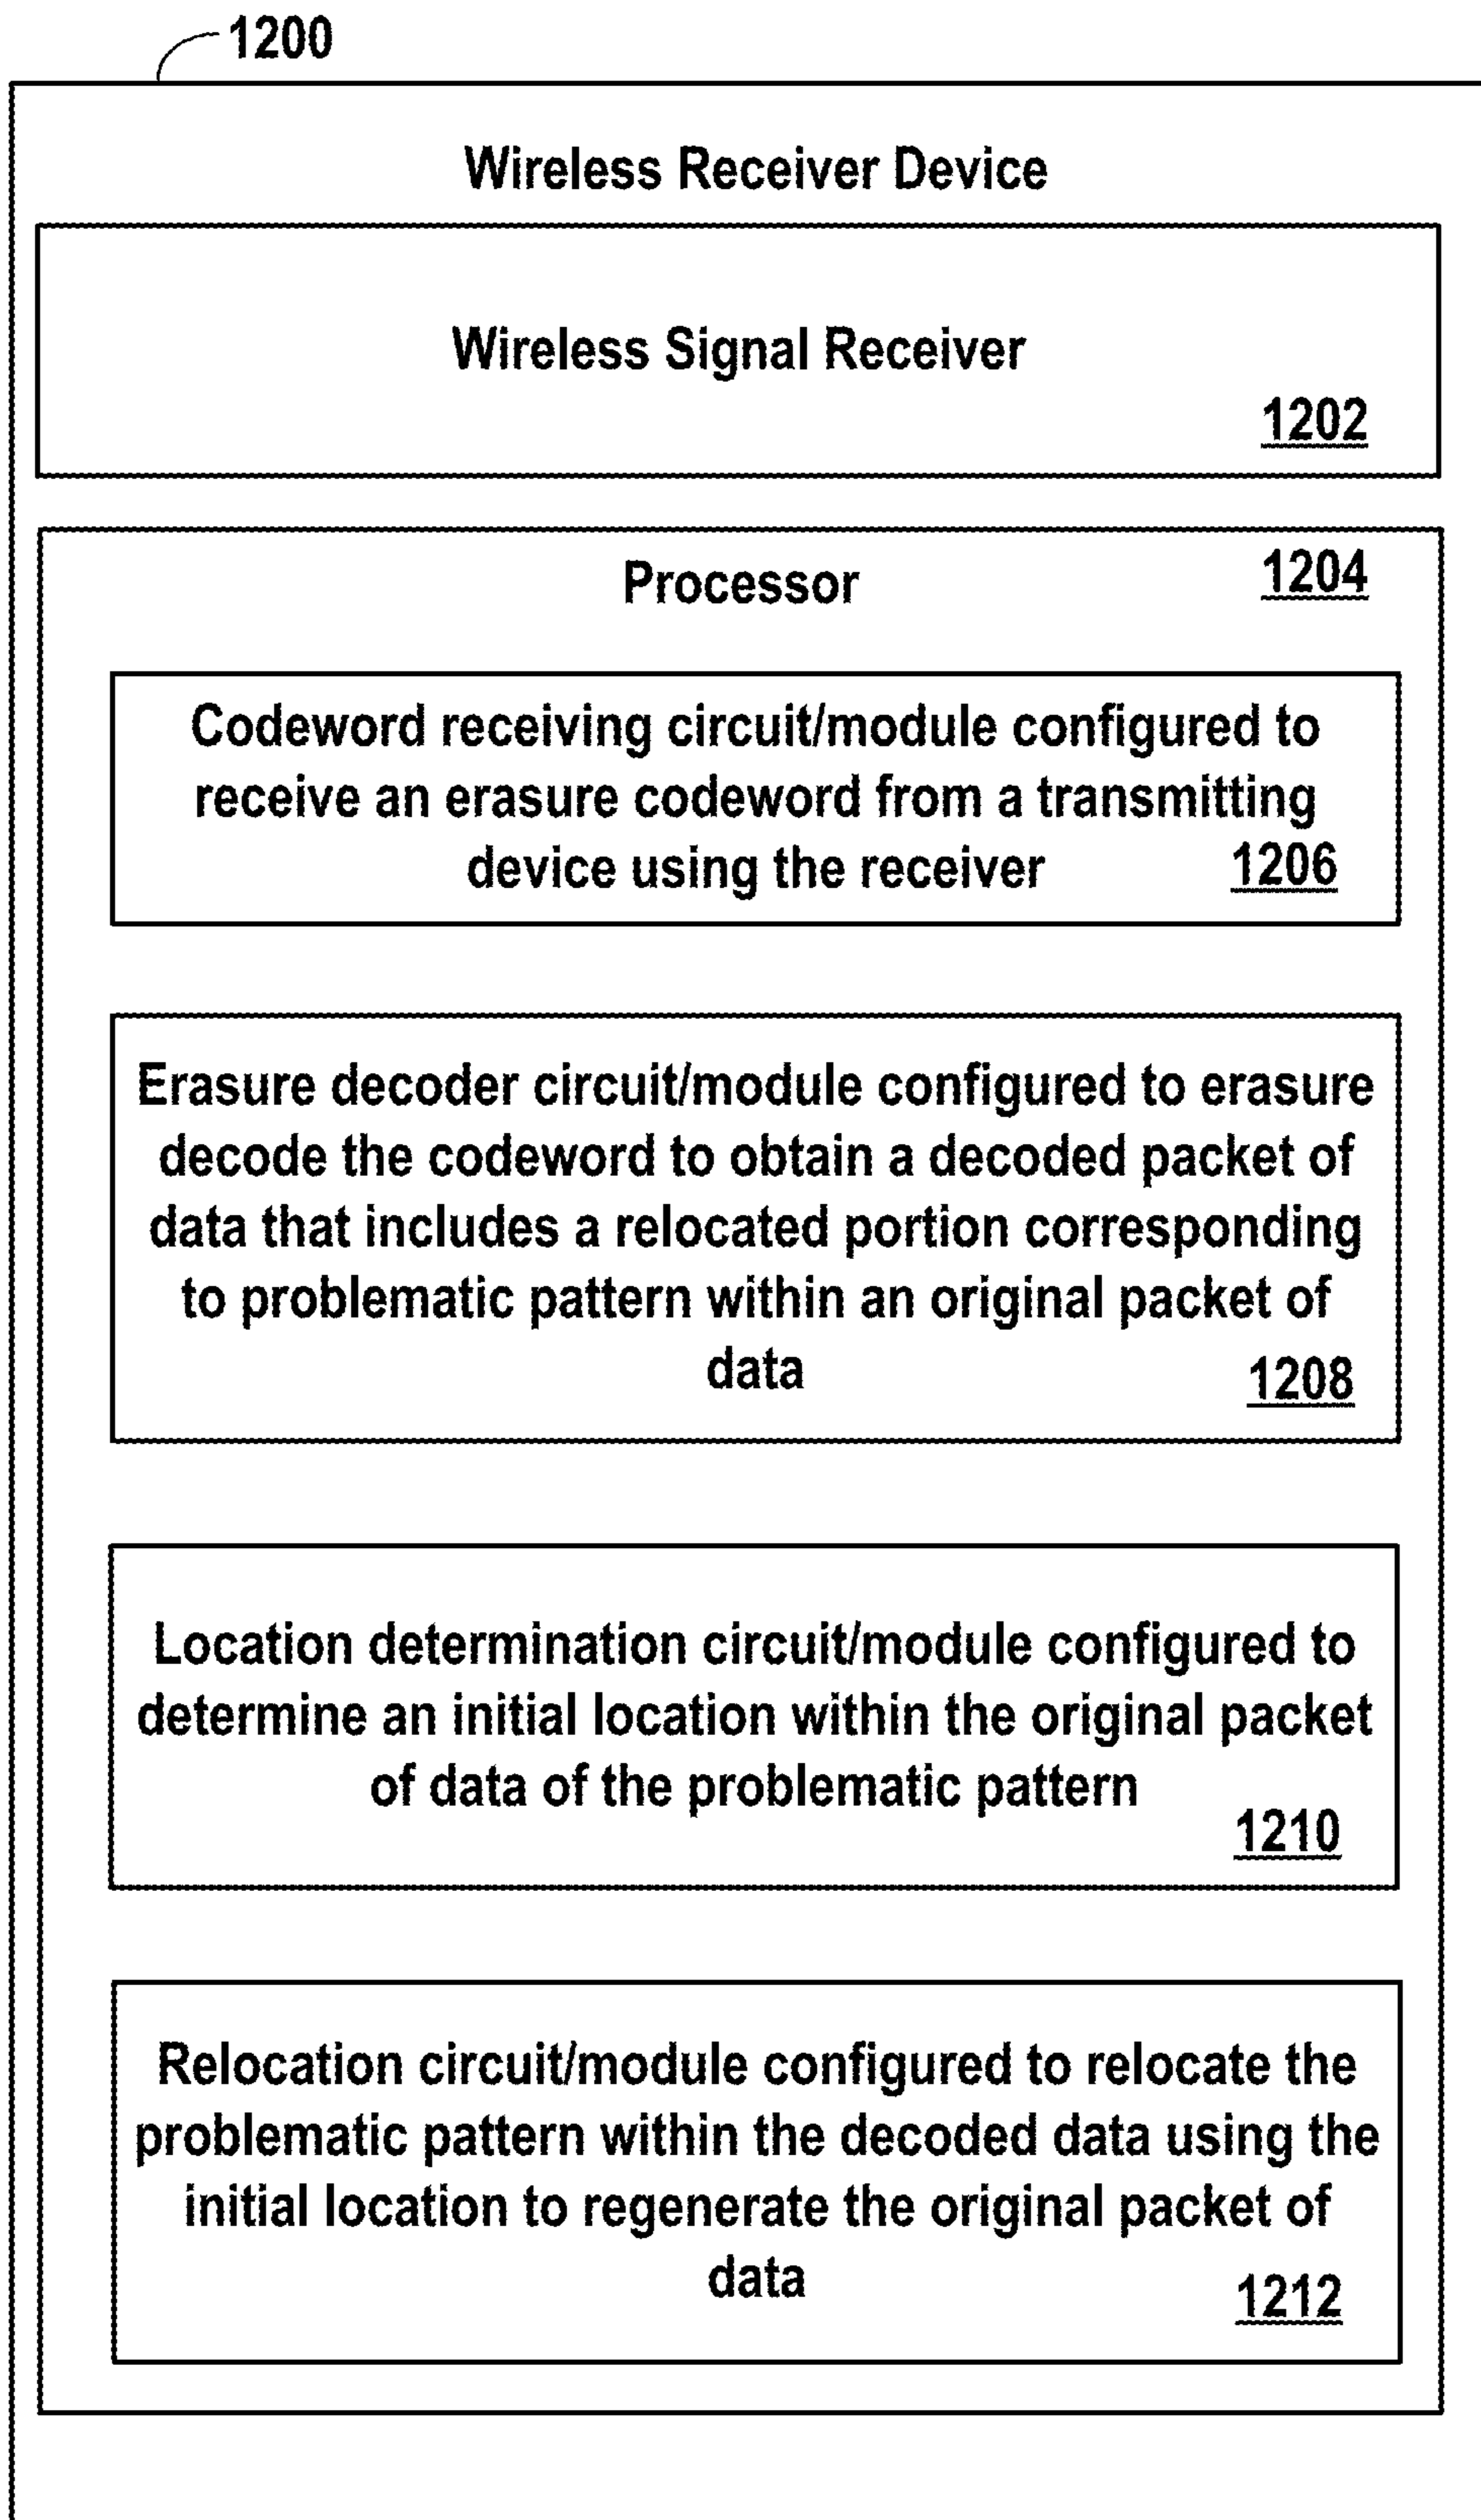 1200
Wireless Receiver Device
Wireless Signal Receiver
1202
Processor
1204
Codeword receiving circuit/module configured to
receive an erasure codeword from a transmitting
device using the receiver
1206
Erasure decoder circuit/module configured to erasure
decode the codeword to obtain a decoded packet of
data that includes a relocated portion corresponding
to problematic pattern within an original packet of
data
1208
Location determination circuit/module configured to
determine an initial location within the original packet
of data of the problematic pattern
1210
Relocation circuit/module configured to relocate the
problematic pattern within the decoded data using the
initial location to regenerate the original packet of
data
1212